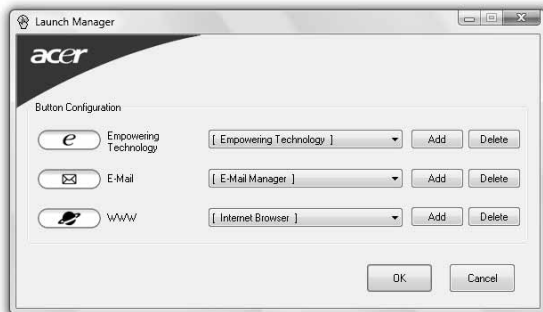 Launch Manager
acer
Button Configuration
e Empowering Technology [ Empowering Technology ] Add Delete
E-Mail [ E-Mail Manager ] Add Delete
WWW [ Internet Browser ] Add Delete
OK Cancel